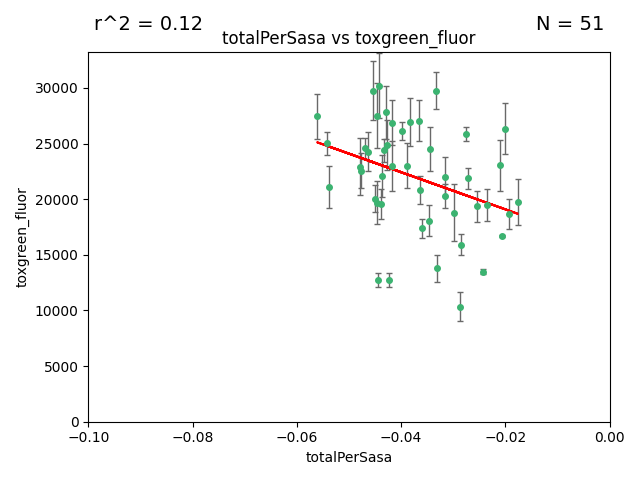 r^2 = 0.12
N = 51
totalPerSasa vs toxgreen_fluor
toxgreen_fluor
30000
25000
20000
15000
10000
5000
0
−0.10
−0.08
−0.06
−0.04
−0.02
0.00
totalPerSasa